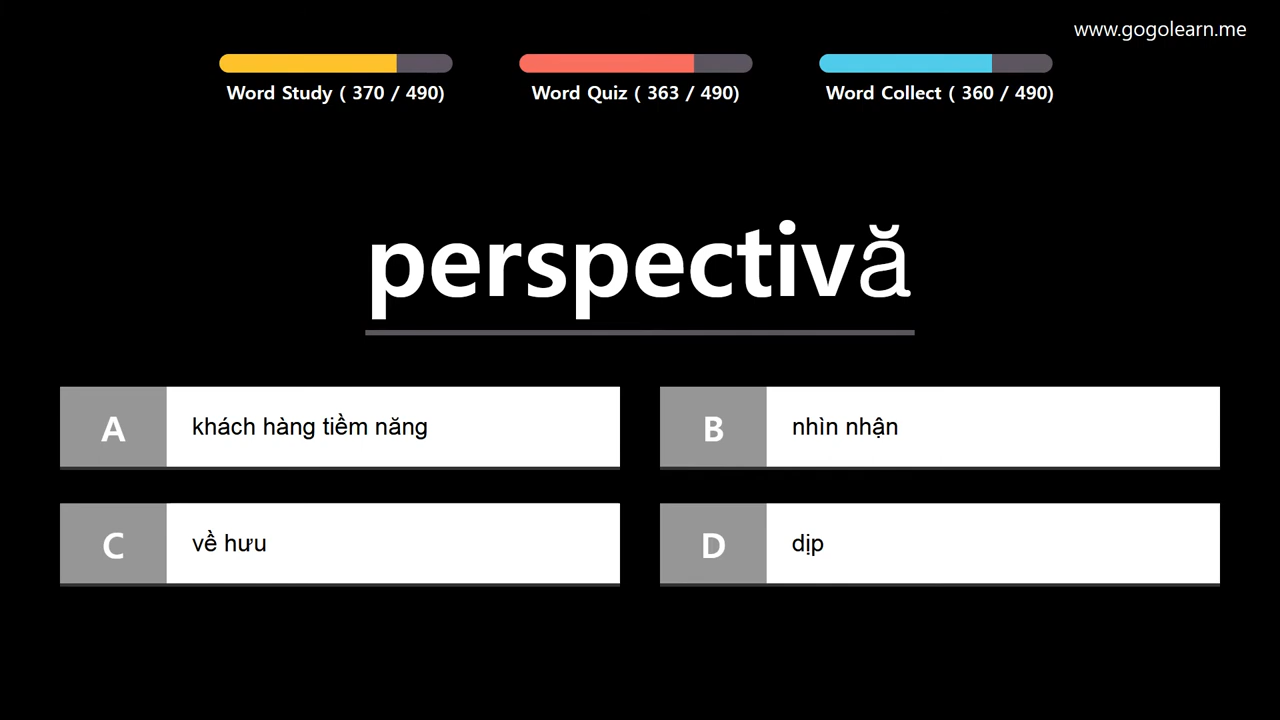 www.gogolearn.me
Word Study ( 370 / 490)
Word Quiz ( 363 / 490)
Word Collect ( 360 / 490)
perspectivă
A khách hàng tiềm năng
B nhìn nhận
C về hưu
D dịp